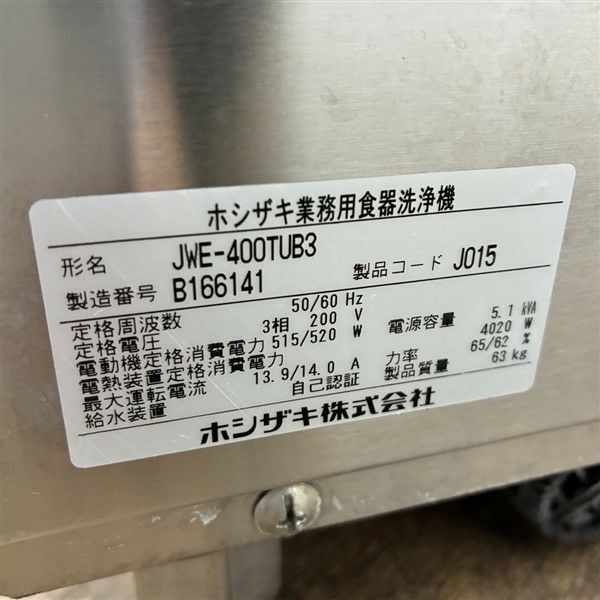 ホシザキ業務用食器洗浄機
形名 JWE-400TUB3
製造番号 B166141 製品コード J015
定格周波数 50/60 Hz
定格電圧 3相 200 V 電源容量 5.1 kVA
電動機定格消費電力 515/520 W 4020 W
電熱装置定格消費電力 力率 65/62 %
最大運転電流 13.9/14.0 A 製品質量 63 kg
給水装置 自己認証
ホシザキ株式会社